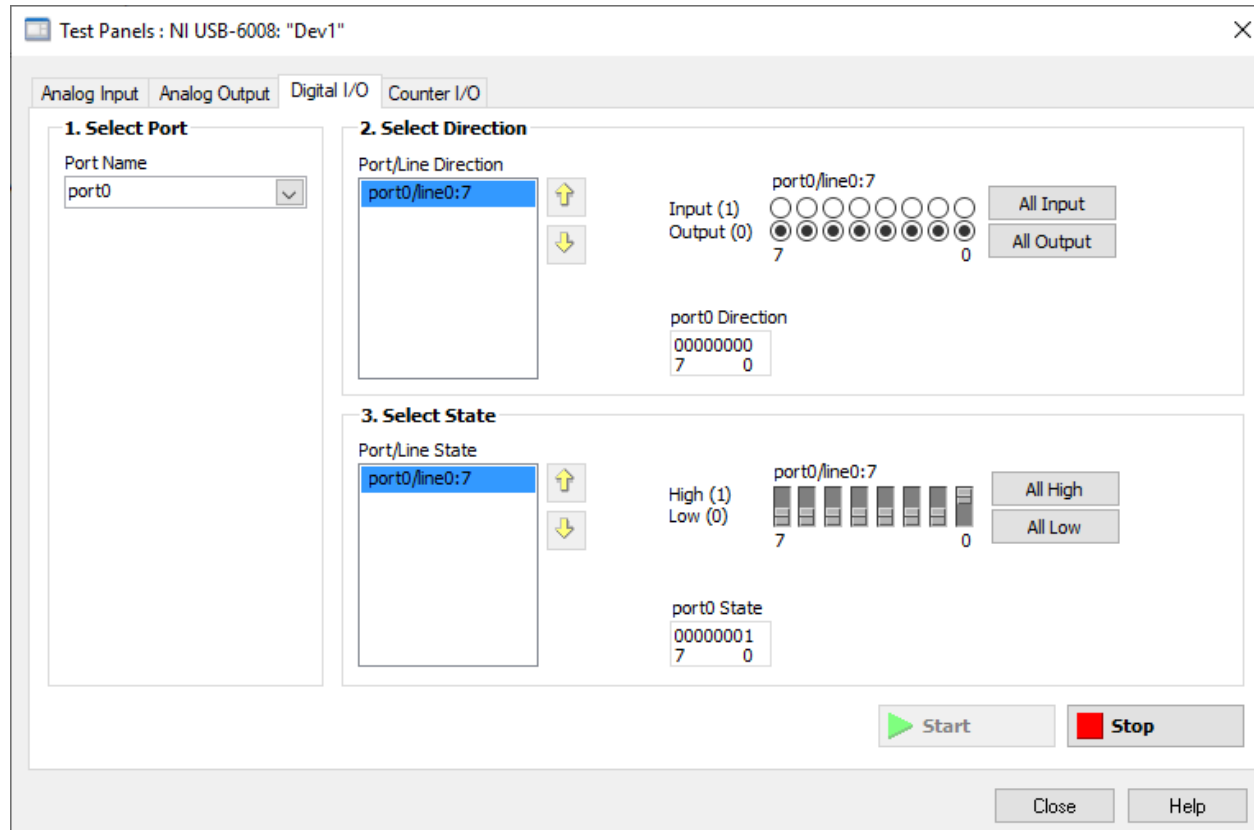 Test Panels : NI USB-6008: "Dev1"
Analog Input Analog Output Digital I/O Counter I/O
1. Select Port
Port Name
port0
2. Select Direction
Port/Line Direction
port0/line0:7
port0/line0:7
Input (1)
Output (0)
7 0
All Input
All Output
port0 Direction
00000000
7 0
3. Select State
Port/Line State
port0/line0:7
port0/line0:7
High (1)
Low (0)
7 0
All High
All Low
port0 State
00000001
7 0
Start Stop
Close Help